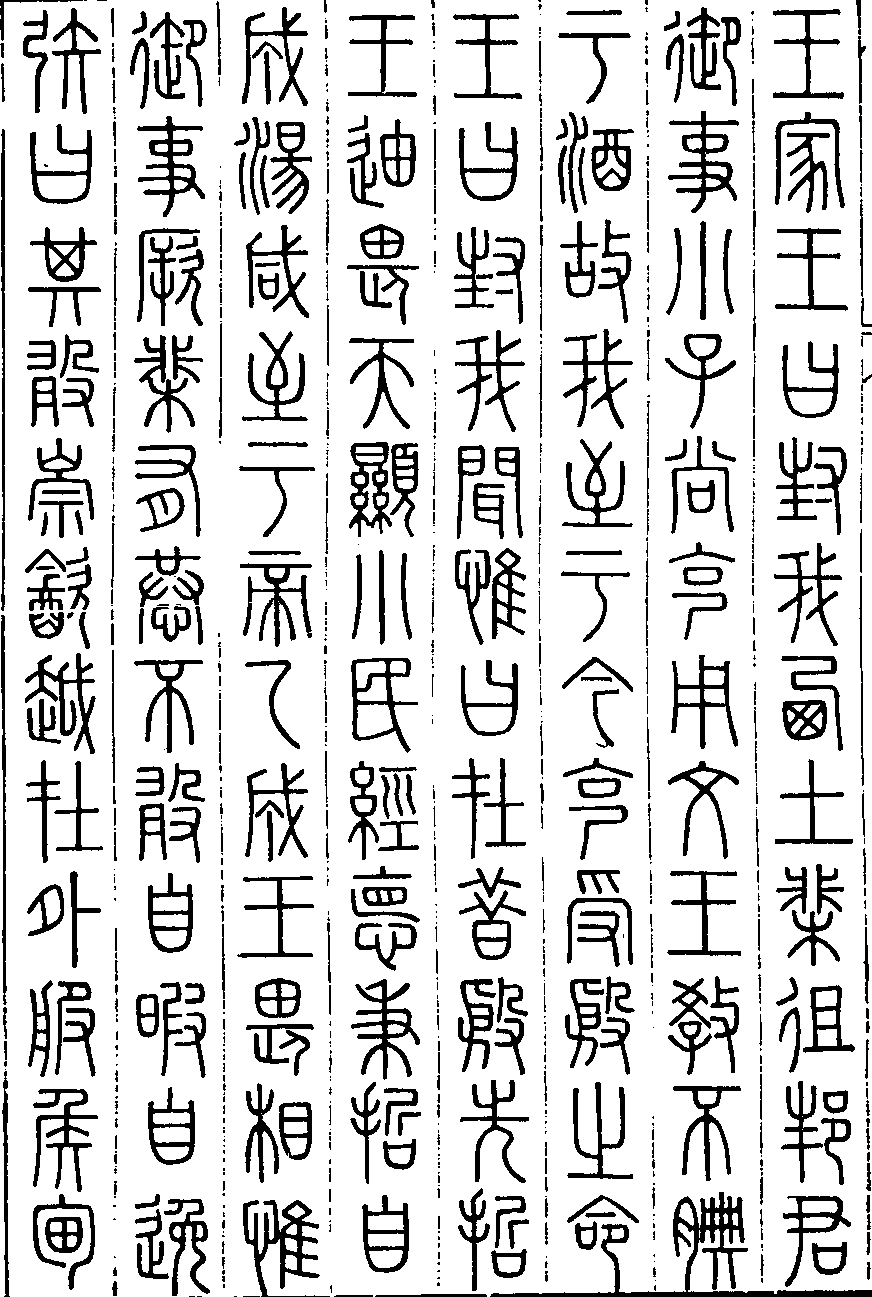 王家王曰封我西土棐徂邦君
御事小子尚克用文王教不腆
于酒故我至于今克受殷之命
王曰封我聞惟曰在昔殷先哲
王迪畏天顯小民經悳秉哲自
成湯咸至于帝乙成王畏相惟
御事厥棐有恭不敢自暇自逸
矧曰其敢崇飲越在外服侯甸